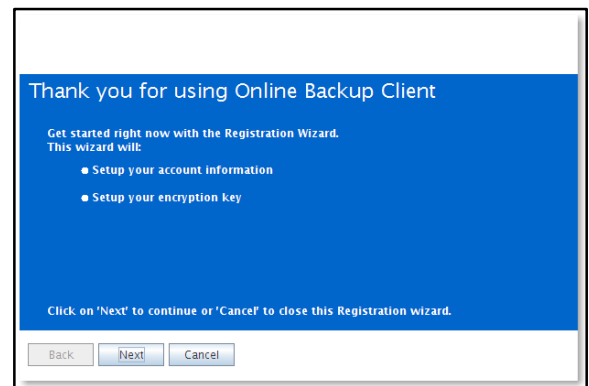 Thank you for using Online Backup Client
Get started right now with the Registration Wizard.
This wizard will:
Setup your account information
Setup your encryption key
Click on 'Next' to continue or 'Cancel' to close this Registration wizard.
Back Next Cancel